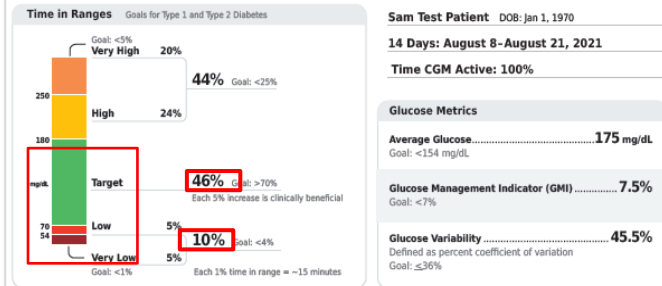 Time in Ranges Goals for Type 1 and Type 2 Diabetes
Goal: <5%
Very High 20%
44% Goal: <25%
250
High 24%
180
mg/dL Target 46% Goal: >70%
Each 5% increase is clinically beneficial
70 Low 5%
54
10% Goal: <4%
Very Low 5%
Goal: <1% Each 1% time in range = ~15 minutes
Sam Test Patient DOB: Jan 1, 1970
14 Days: August 8–August 21, 2021
Time CGM Active: 100%
Glucose Metrics
Average Glucose........................................175 mg/dL
Goal: <154 mg/dL
Glucose Management Indicator (GMI)..............7.5%
Goal: <7%
Glucose Variability........................................45.5%
Defined as percent coefficient of variation
Goal: ≤36%